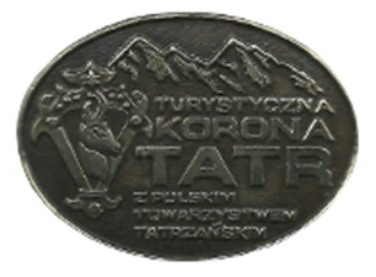 TURYSTYCZNA
KORONA
TATR
Z POLSKIM
TOWARZYSTWEM
TATRZAŃSKIM